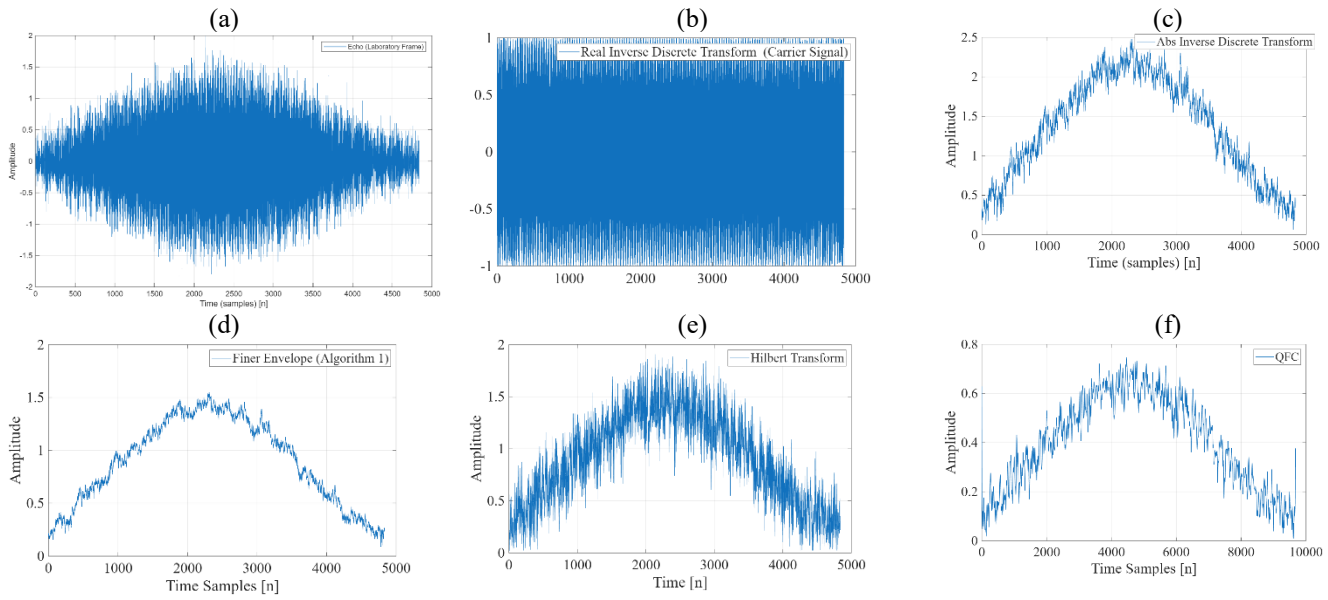 (a)
Echo (Laboratory Frame)
Amplitude
2
1.5
1
0.5
0
-0.5
-1
-1.5
-2
0 500 1000 1500 2000 2500 3000 3500 4000 4500 5000
Time (samples) [n]
(b)
Real Inverse Discrete Transform (Carrier Signal)
1
0.5
0
-0.5
-1
0 1000 2000 3000 4000 5000
(c)
Abs Inverse Discrete Transform
Amplitude
2.5
2
1.5
1
0.5
0
0 1000 2000 3000 4000 5000
Time (samples) [n]
(d)
Finer Envelope (Algorithm 1)
Amplitude
2
1.5
1
0.5
0
0 1000 2000 3000 4000 5000
Time Samples [n]
(e)
Hilbert Transform
Amplitude
2
1.5
1
0.5
0
0 1000 2000 3000 4000 5000
Time [n]
(f)
QFC
Amplitude
0.8
0.6
0.4
0.2
0
0 2000 4000 6000 8000 10000
Time Samples [n]